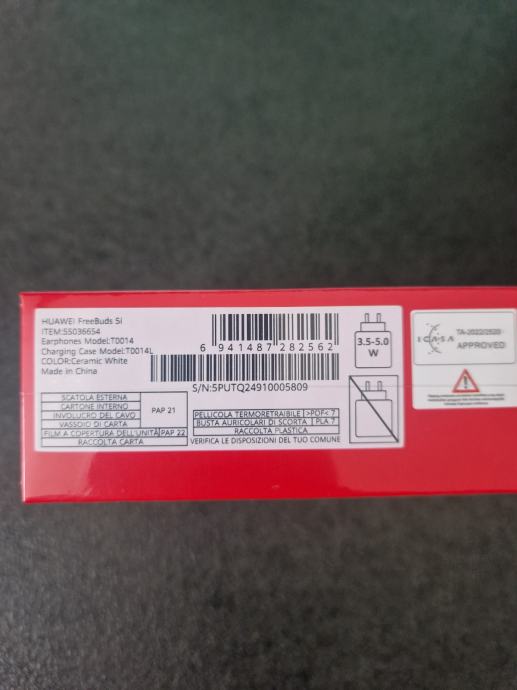 HUAWEI FreeBuds 5i
ITEM:55036654
Earphones Model:T0014
Charging Case Model:T0014L
COLOR:Ceramic White
Made in China
6 941487 282562
S/N:5PUTQ24910005809
3.5-5.0
W
SCATOLA ESTERNA
CARTONE INTERNO
INVOLUCRO DEL CAVO
VASSOIO DI CARTA
PAP 21
FILM A COPERTURA DELL'UNITÀ PAP 22
RACCOLTA CARTA
PELLICOLA TERMORETRAIBILE >POF< 7
BUSTA AURICOLARI DI SCORTA PLA 7
RACCOLTA PLASTICA
VERIFICA LE DISPOSIZIONI DEL TUO COMUNE
ICASA
TA-2022/2520
APPROVED